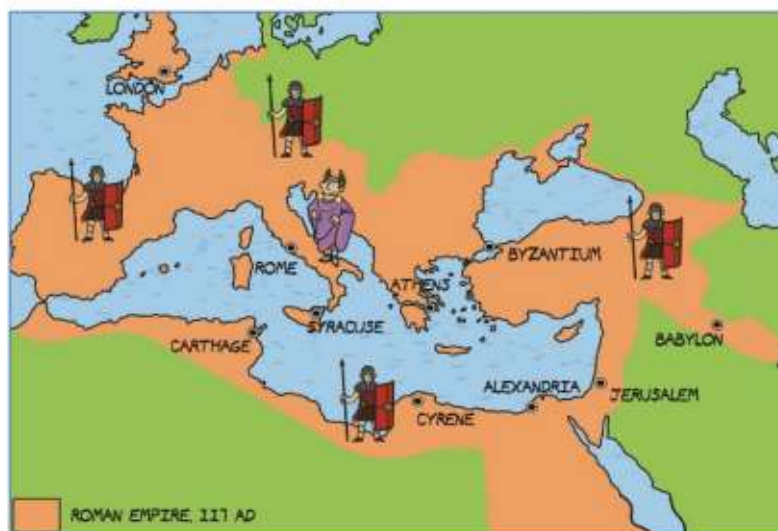 LONDON
ROME
BYZANTIUM
ATHENS
SYRACUSE
CARTHAGE
BABYLON
ALEXANDRIA
JERUSALEM
CYRENE
ROMAN EMPIRE, 117 AD